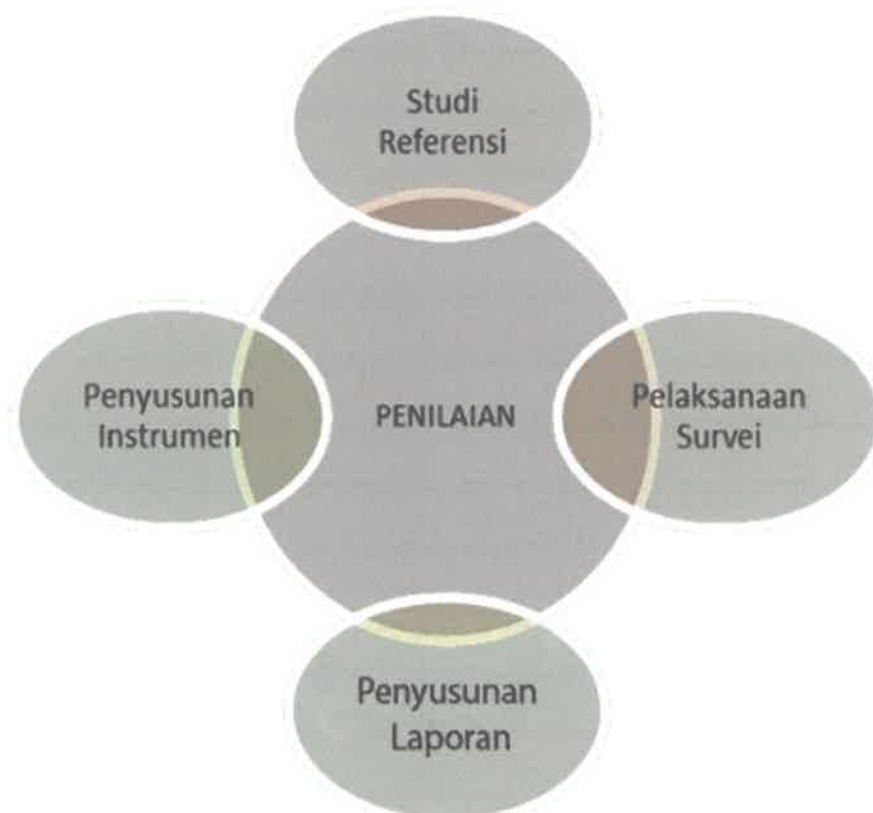 Studi
Referensi
Penyusunan
Instrumen
PENILAIAN
Pelaksanaan
Survei
Penyusunan
Laporan